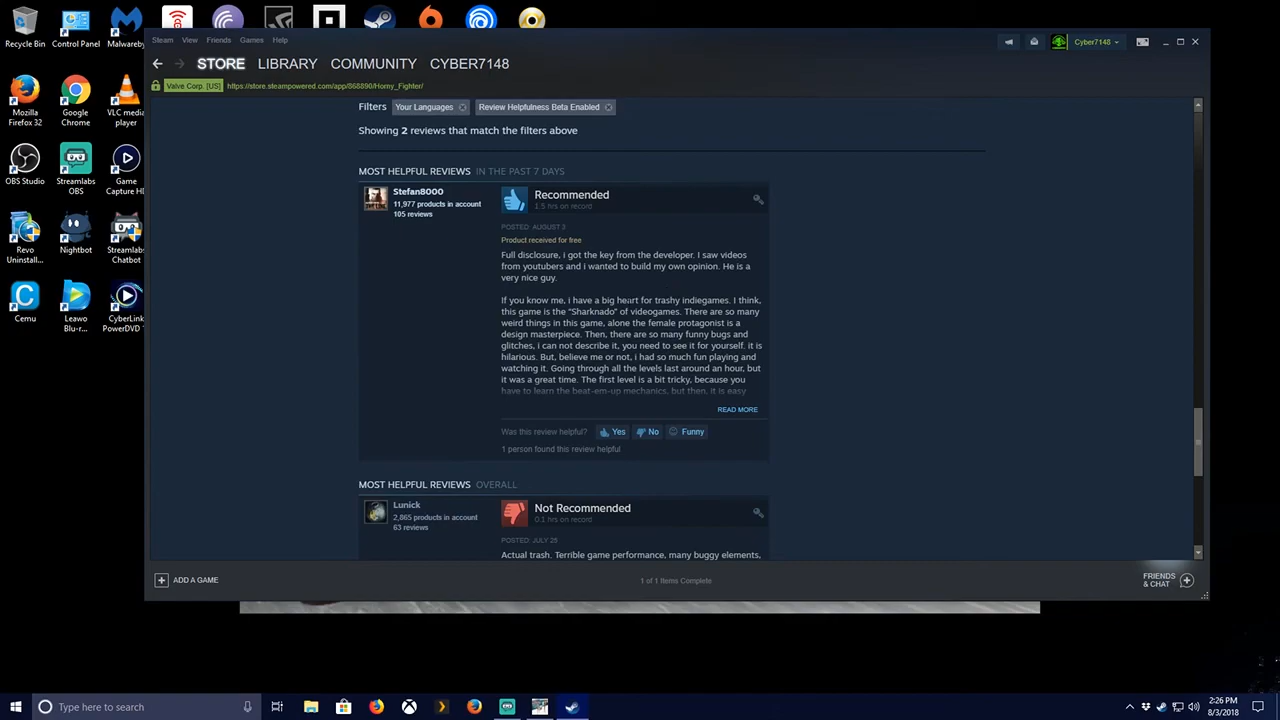 Steam View Friends Games Help
Cyber7148
STORE LIBRARY COMMUNITY CYBER7148
Valve Corp. [US] https://store.steampowered.com/app/868890/Horny_Fighter/
Filters Your Languages Review Helpfulness Beta Enabled
Showing 2 reviews that match the filters above
MOST HELPFUL REVIEWS IN THE PAST 7 DAYS
Stefan8000
11,977 products in account
105 reviews
Recommended
1.5 hrs on record
POSTED: AUGUST 3
Product received for free
Full disclosure, i got the key from the developer. I saw videos
from youtubers and i wanted to build my own opinion. He is a
very nice guy.
If you know me, i have a big heart for trashy indiegames. I think,
this game is the "Sharknado" of videogames. There are so many
weird things in this game, alone the female protagonist is a
design masterpiece. Then, there are so many funny bugs and
glitches, i can not describe it, you need to see it for yourself. it is
hilarious. But, believe me or not, i had so much fun playing and
watching it. Going through all the levels last around an hour, but
it was a great time. The first level is a bit tricky, because you
have to learn the beat-em-up mechanics, but then, it is easy
READ MORE
Was this review helpful? Yes No Funny
1 person found this review helpful
MOST HELPFUL REVIEWS OVERALL
Lunick
2,865 products in account
63 reviews
Not Recommended
0.1 hrs on record
POSTED: JULY 25
Actual trash. Terrible game performance, many buggy elements,
ADD A GAME
1 of 1 Items Complete
FRIENDS
& CHAT
Recycle Bin
Control Panel
Malwareby
Mozilla
Firefox 32
Google
Chrome
VLC media
player
OBS Studio
Streamlabs
OBS
Game
Capture HD
Revo
Uninstall...
Nightbot
Streamlabs
Chatbot
Cemu
Leawo
Blu-r...
CyberLink
PowerDVD 1
Type here to search
2:26 PM
8/3/2018